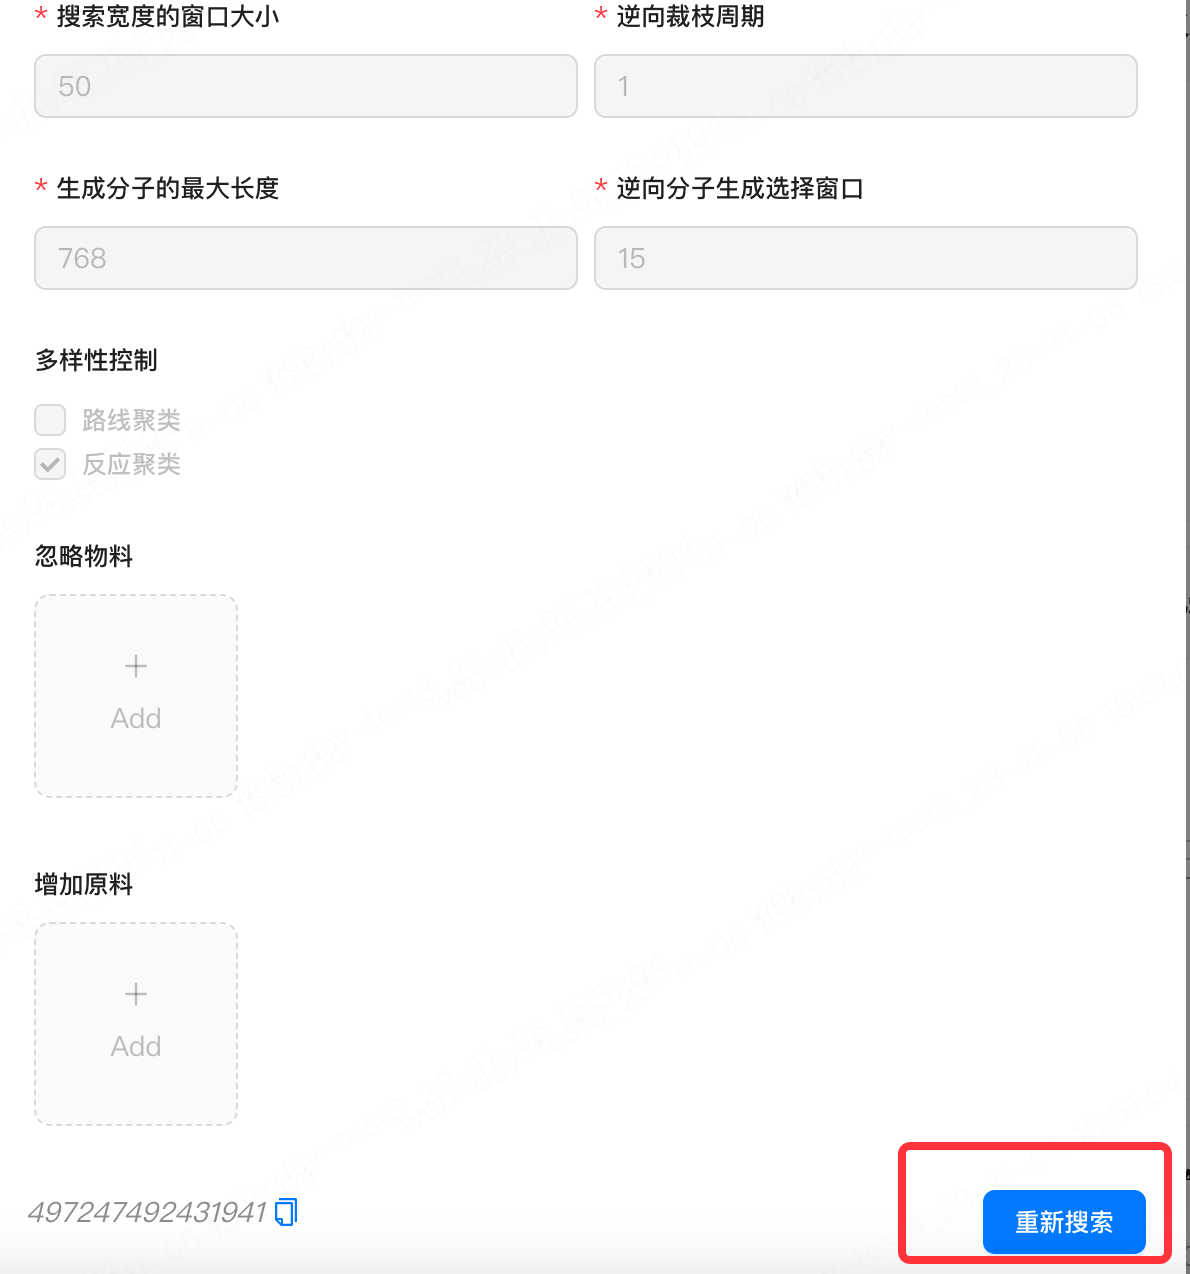 * 搜索宽度的窗口大小
* 逆向裁枝周期
50
1
* 生成分子的最大长度
* 逆向分子生成选择窗口
768
15
多样性控制
路线聚类
反应聚类
忽略物料
+
Add
增加原料
+
Add
497247492431941
重新搜索